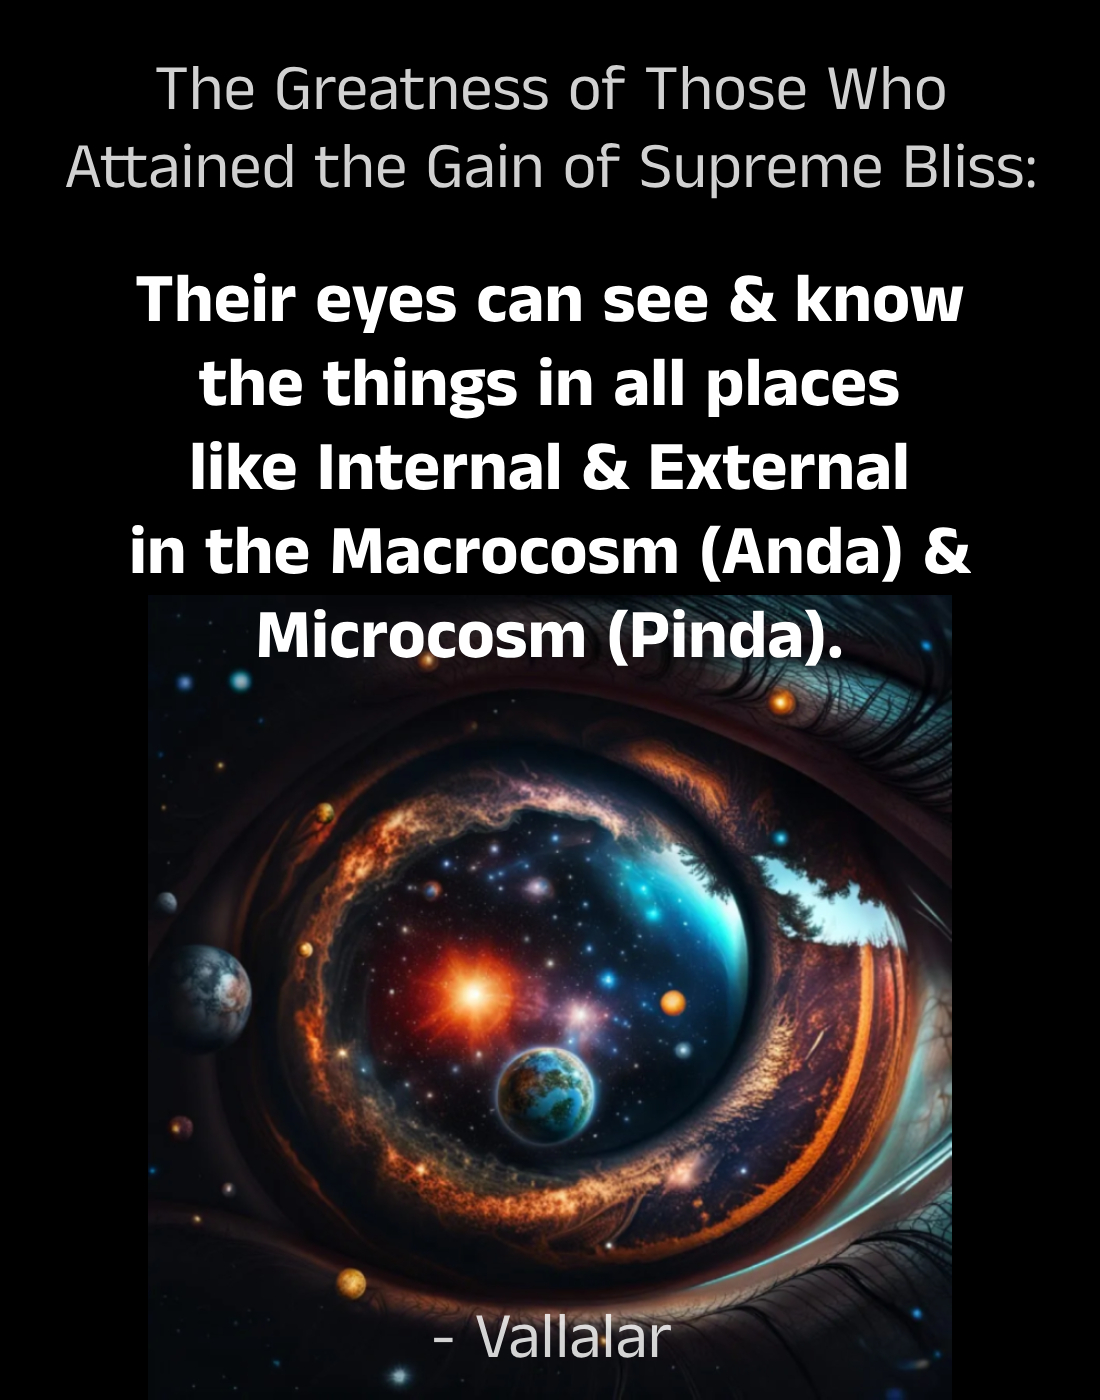 The Greatness of Those Who
Attained the Gain of Supreme Bliss:
Their eyes can see & know
the things in all places
like Internal & External
in the Macrocosm (Anda) &
Microcosm (Pinda).
- Vallalar